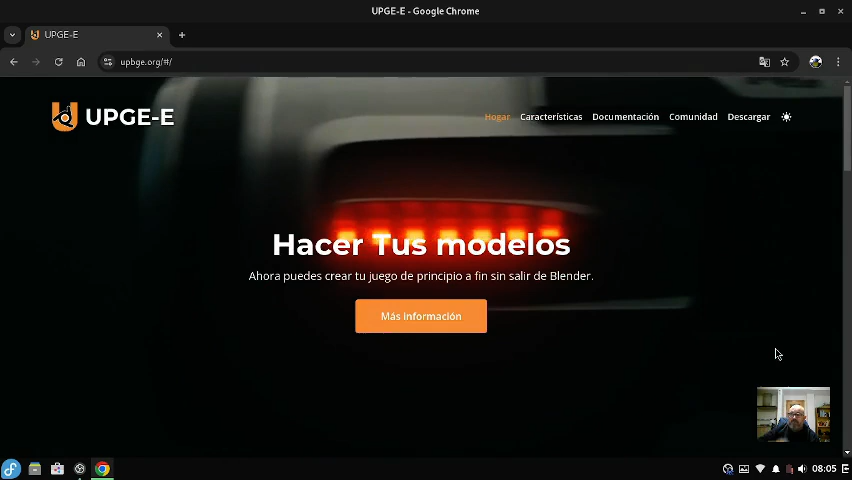 UPGE-E - Google Chrome
UPGE-E
upbge.org/#/
UPGE-E
Hogar Características Documentación Comunidad Descargar
Hacer Tus modelos
Ahora puedes crear tu juego de principio a fin sin salir de Blender.
Más información
08:05